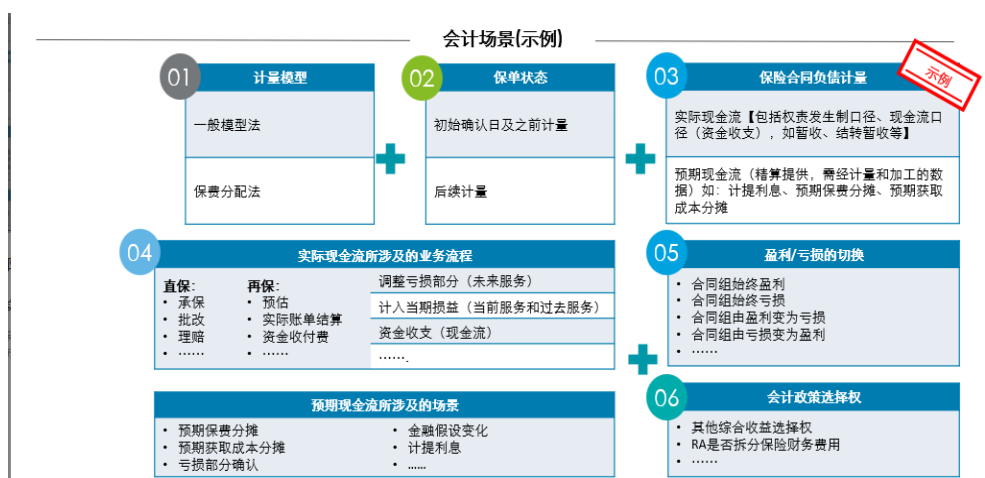 会计场景(示例)
01
计量模型
一般模型法
保费分配法
02
保单状态
初始确认日及之前计量
后续计量
03
保险合同负债计量
示例
实际现金流【包括权责发生制口径、现金流口
径（资金收支），如暂收、结转暂收等】
预期现金流（精算提供，需经计量和加工的数
据）如：计提利息、预期保费分摊、预期获取
成本分摊
04
实际现金流所涉及的业务流程
直保：
• 承保
• 批改
• 理赔
• ……
再保：
• 预估
• 实际账单结算
• 资金收付费
• ……
调整亏损部分（未来服务）
计入当期损益（当前服务和过去服务）
资金收支（现金流）
…….
05
盈利/亏损的切换
• 合同组始终盈利
• 合同组始终亏损
• 合同组由盈利变为亏损
• 合同组由亏损变为盈利
• ……
预期现金流所涉及的场景
• 预期保费分摊
• 预期获取成本分摊
• 亏损部分确认
• 金融假设变化
• 计提利息
• ......
06
会计政策选择权
• 其他综合收益选择权
• RA是否拆分保险财务费用
• ……